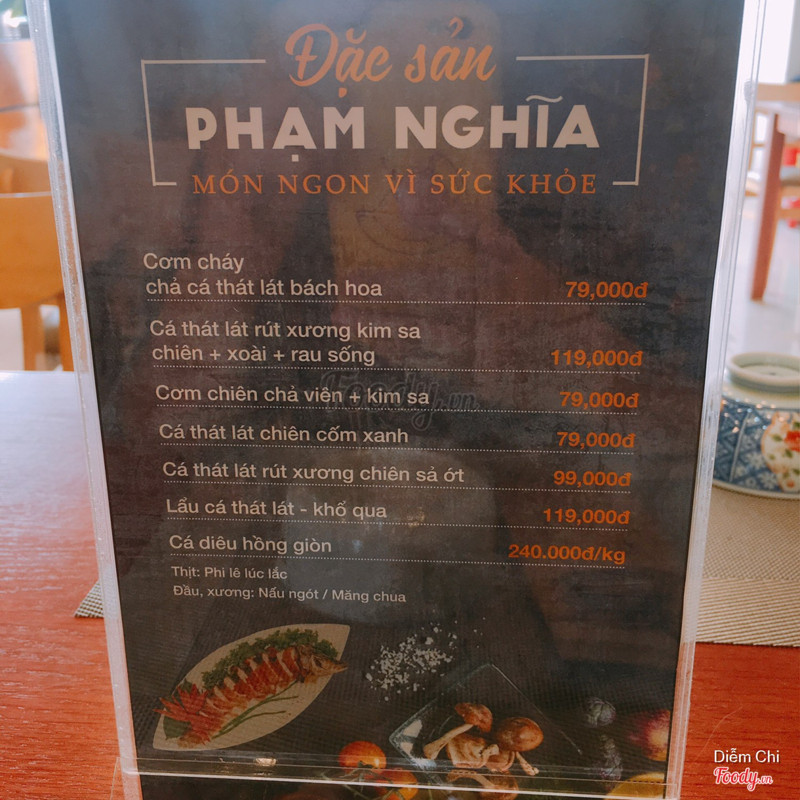 Đặc sản
PHẠM NGHĨA
MÓN NGON VÌ SỨC KHỎE
Cơm cháy
chả cá thát lát bách hoa 79,000đ
Cá thát lát rút xương kim sa
chiên + xoài + rau sống 119,000đ
Foody.vn
Cơm chiên chả viên + kim sa 79,000đ
Cá thát lát chiên cốm xanh 79,000đ
Cá thát lát rút xương chiên sả ớt 99,000đ
Lẩu cá thát lát - khổ qua 119,000đ
Cá diêu hồng giòn 240.000đ/kg
Thịt: Phi lê lúc lắc
Đầu, xương: Nấu ngót / Măng chua
Diễm Chi
Foody.vn